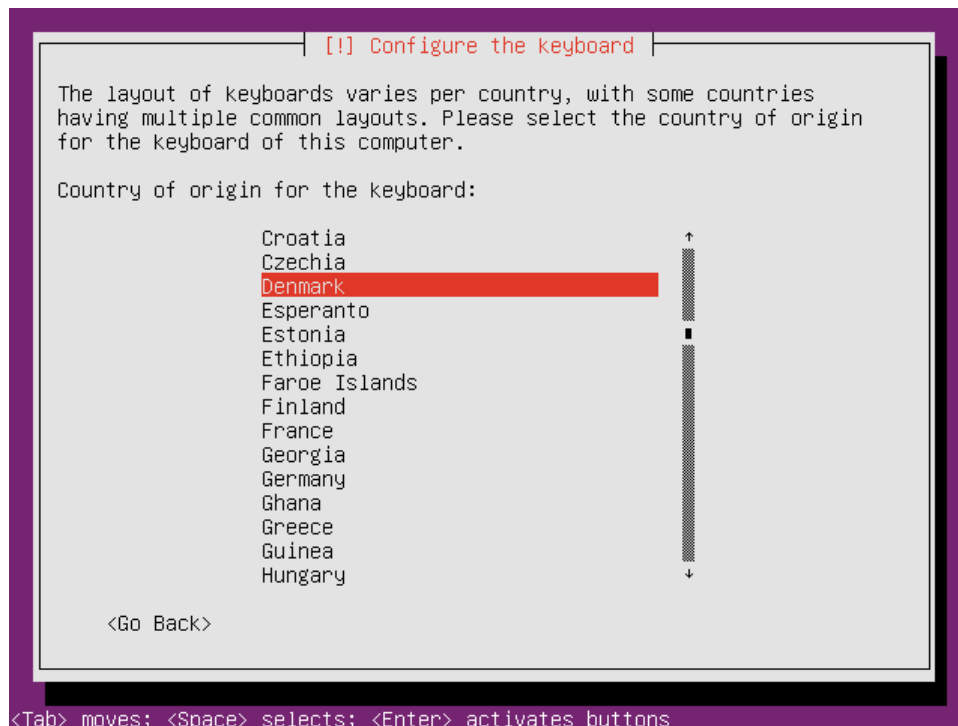 [!] Configure the keyboard
The layout of keyboards varies per country, with some countries
having multiple common layouts. Please select the country of origin
for the keyboard of this computer.
Country of origin for the keyboard:
Croatia
Czechia
Denmark
Esperanto
Estonia
Ethiopia
Faroe Islands
Finland
France
Georgia
Germany
Ghana
Greece
Guinea
Hungary
<Go Back>
<Tab> moves; <Space> selects; <Enter> activates buttons